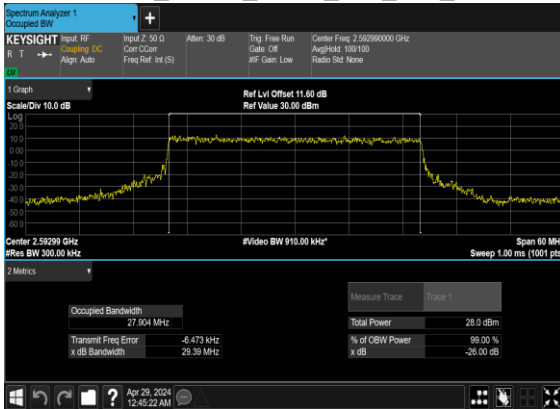 Spectrum Analyzer 1
Occupied BW
+
KEYSIGHT
R T
LW
Input: RF
Coupling: DC
Align: Auto
Input Z: 50 Ω
Corr CCorr
Freq Ref: Int (S)
Atten: 30 dB
Trig: Free Run
Gate: Off
#IF Gain: Low
Center Freq: 2.592990000 GHz
Avg|Hold: 100/100
Radio Std: None
1 Graph
Scale/Div 10.0 dB
Ref Lvl Offset 11.60 dB
Ref Value 30.00 dBm
Log
20.0
10.0
0.00
-10.0
-20.0
-30.0
-40.0
-50.0
-60.0
Center 2.59299 GHz
#Res BW 300.00 kHz
#Video BW 910.00 kHz*
Span 60 MH
Sweep 1.00 ms (1001 pts
2 Metrics
Measure Trace
Trace 1
Occupied Bandwidth
27.904 MHz
Total Power
28.0 dBm
Transmit Freq Error
-6.473 kHz
% of OBW Power
99.00 %
x dB Bandwidth
29.39 MHz
x dB
-26.00 dB
?
Apr 29, 2024
12:45:22 AM